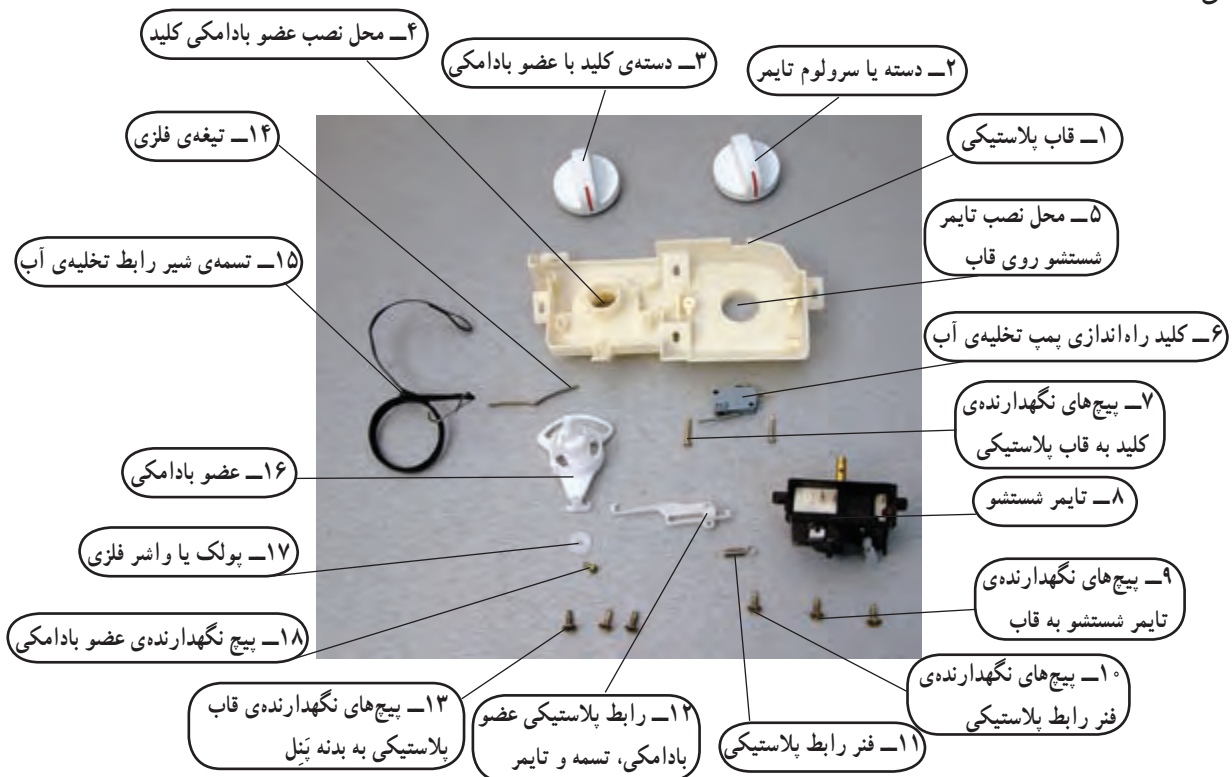 ۴ــ محل نصب عضو بادامکی کلید
۳ــ دسته‌ی کلید با عضو بادامکی
۲ــ دسته یا سرولوم تایمر
۱۴ــ تیغه‌ی فلزی
۱ــ قاب پلاستیکی
۵ــ محل نصب تایمر
شستشو روی قاب
۱۵ــ تسمه‌ی شیر رابط تخلیه‌ی آب
۶ــ کلید راه‌اندازی پمپ تخلیه‌ی آب
۷ــ پیچ‌های نگهدارنده‌ی
کلید به قاب پلاستیکی
۱۶ــ عضو بادامکی
۸ــ تایمر شستشو
۱۷ــ پولک یا واشر فلزی
۹ــ پیچ‌های نگهدارنده‌ی
تایمر شستشو به قاب
۱۸ــ پیچ نگهدارنده‌ی عضو بادامکی
۱۰ــ پیچ‌های نگهدارنده‌ی
فنر رابط پلاستیکی
۱۱ــ فنر رابط پلاستیکی
۱۲ــ رابط پلاستیکی عضو
بادامکی، تسمه و تایمر
۱۳ــ پیچ‌های نگهدارنده‌ی قاب
پلاستیکی به بدنه پَنِل